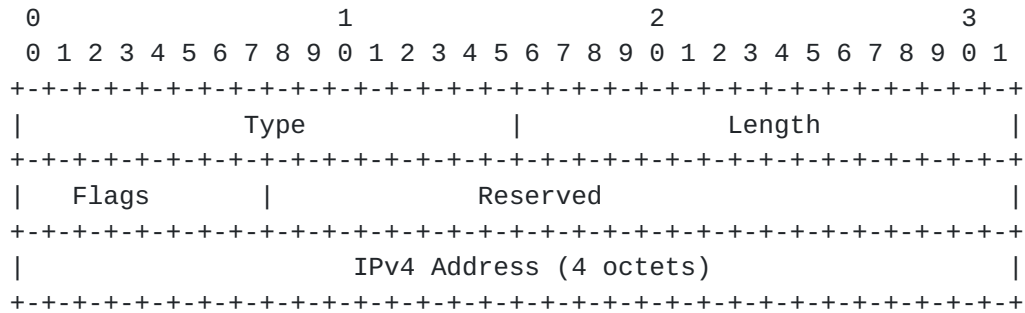 0                   1                   2                   3
 0 1 2 3 4 5 6 7 8 9 0 1 2 3 4 5 6 7 8 9 0 1 2 3 4 5 6 7 8 9 0 1
+-+-+-+-+-+-+-+-+-+-+-+-+-+-+-+-+-+-+-+-+-+-+-+-+-+-+-+-+-+-+-+-+
|              Type             |             Length            |
+-+-+-+-+-+-+-+-+-+-+-+-+-+-+-+-+-+-+-+-+-+-+-+-+-+-+-+-+-+-+-+-+
|   Flags       |             Reserved                          |
+-+-+-+-+-+-+-+-+-+-+-+-+-+-+-+-+-+-+-+-+-+-+-+-+-+-+-+-+-+-+-+-+
|                     IPv4 Address (4 octets)                   |
+-+-+-+-+-+-+-+-+-+-+-+-+-+-+-+-+-+-+-+-+-+-+-+-+-+-+-+-+-+-+-+-+